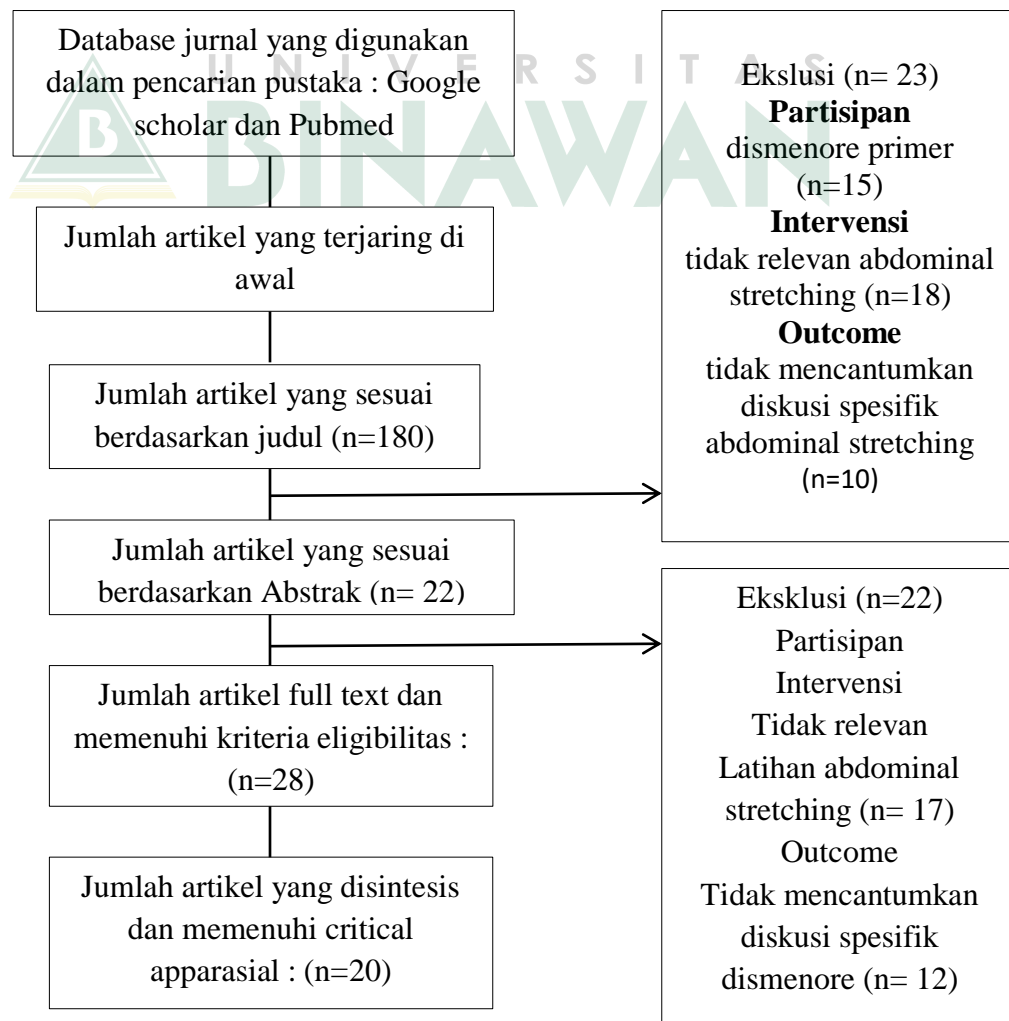 Database jurnal yang digunakan
dalam pencarian pustaka : Google
scholar dan Pubmed
UNIVERSITAS
BINAWAN
B
Jumlah artikel yang terjaring di
awal
Jumlah artikel yang sesuai
berdasarkan judul (n=180)
Ekslusi (n= 23)
Partisipan
dismenore primer
(n=15)
Intervensi
tidak relevan abdominal
stretching (n=18)
Outcome
tidak mencantumkan
diskusi spesifik
abdominal stretching
(n=10)
Jumlah artikel yang sesuai
berdasarkan Abstrak (n= 22)
Jumlah artikel full text dan
memenuhi kriteria eligibilitas :
(n=28)
Eksklusi (n=22)
Partisipan
Intervensi
Tidak relevan
Latihan abdominal
stretching (n= 17)
Outcome
Tidak mencantumkan
diskusi spesifik
dismenore (n= 12)
Jumlah artikel yang disintesis
dan memenuhi critical
apparasial : (n=20)